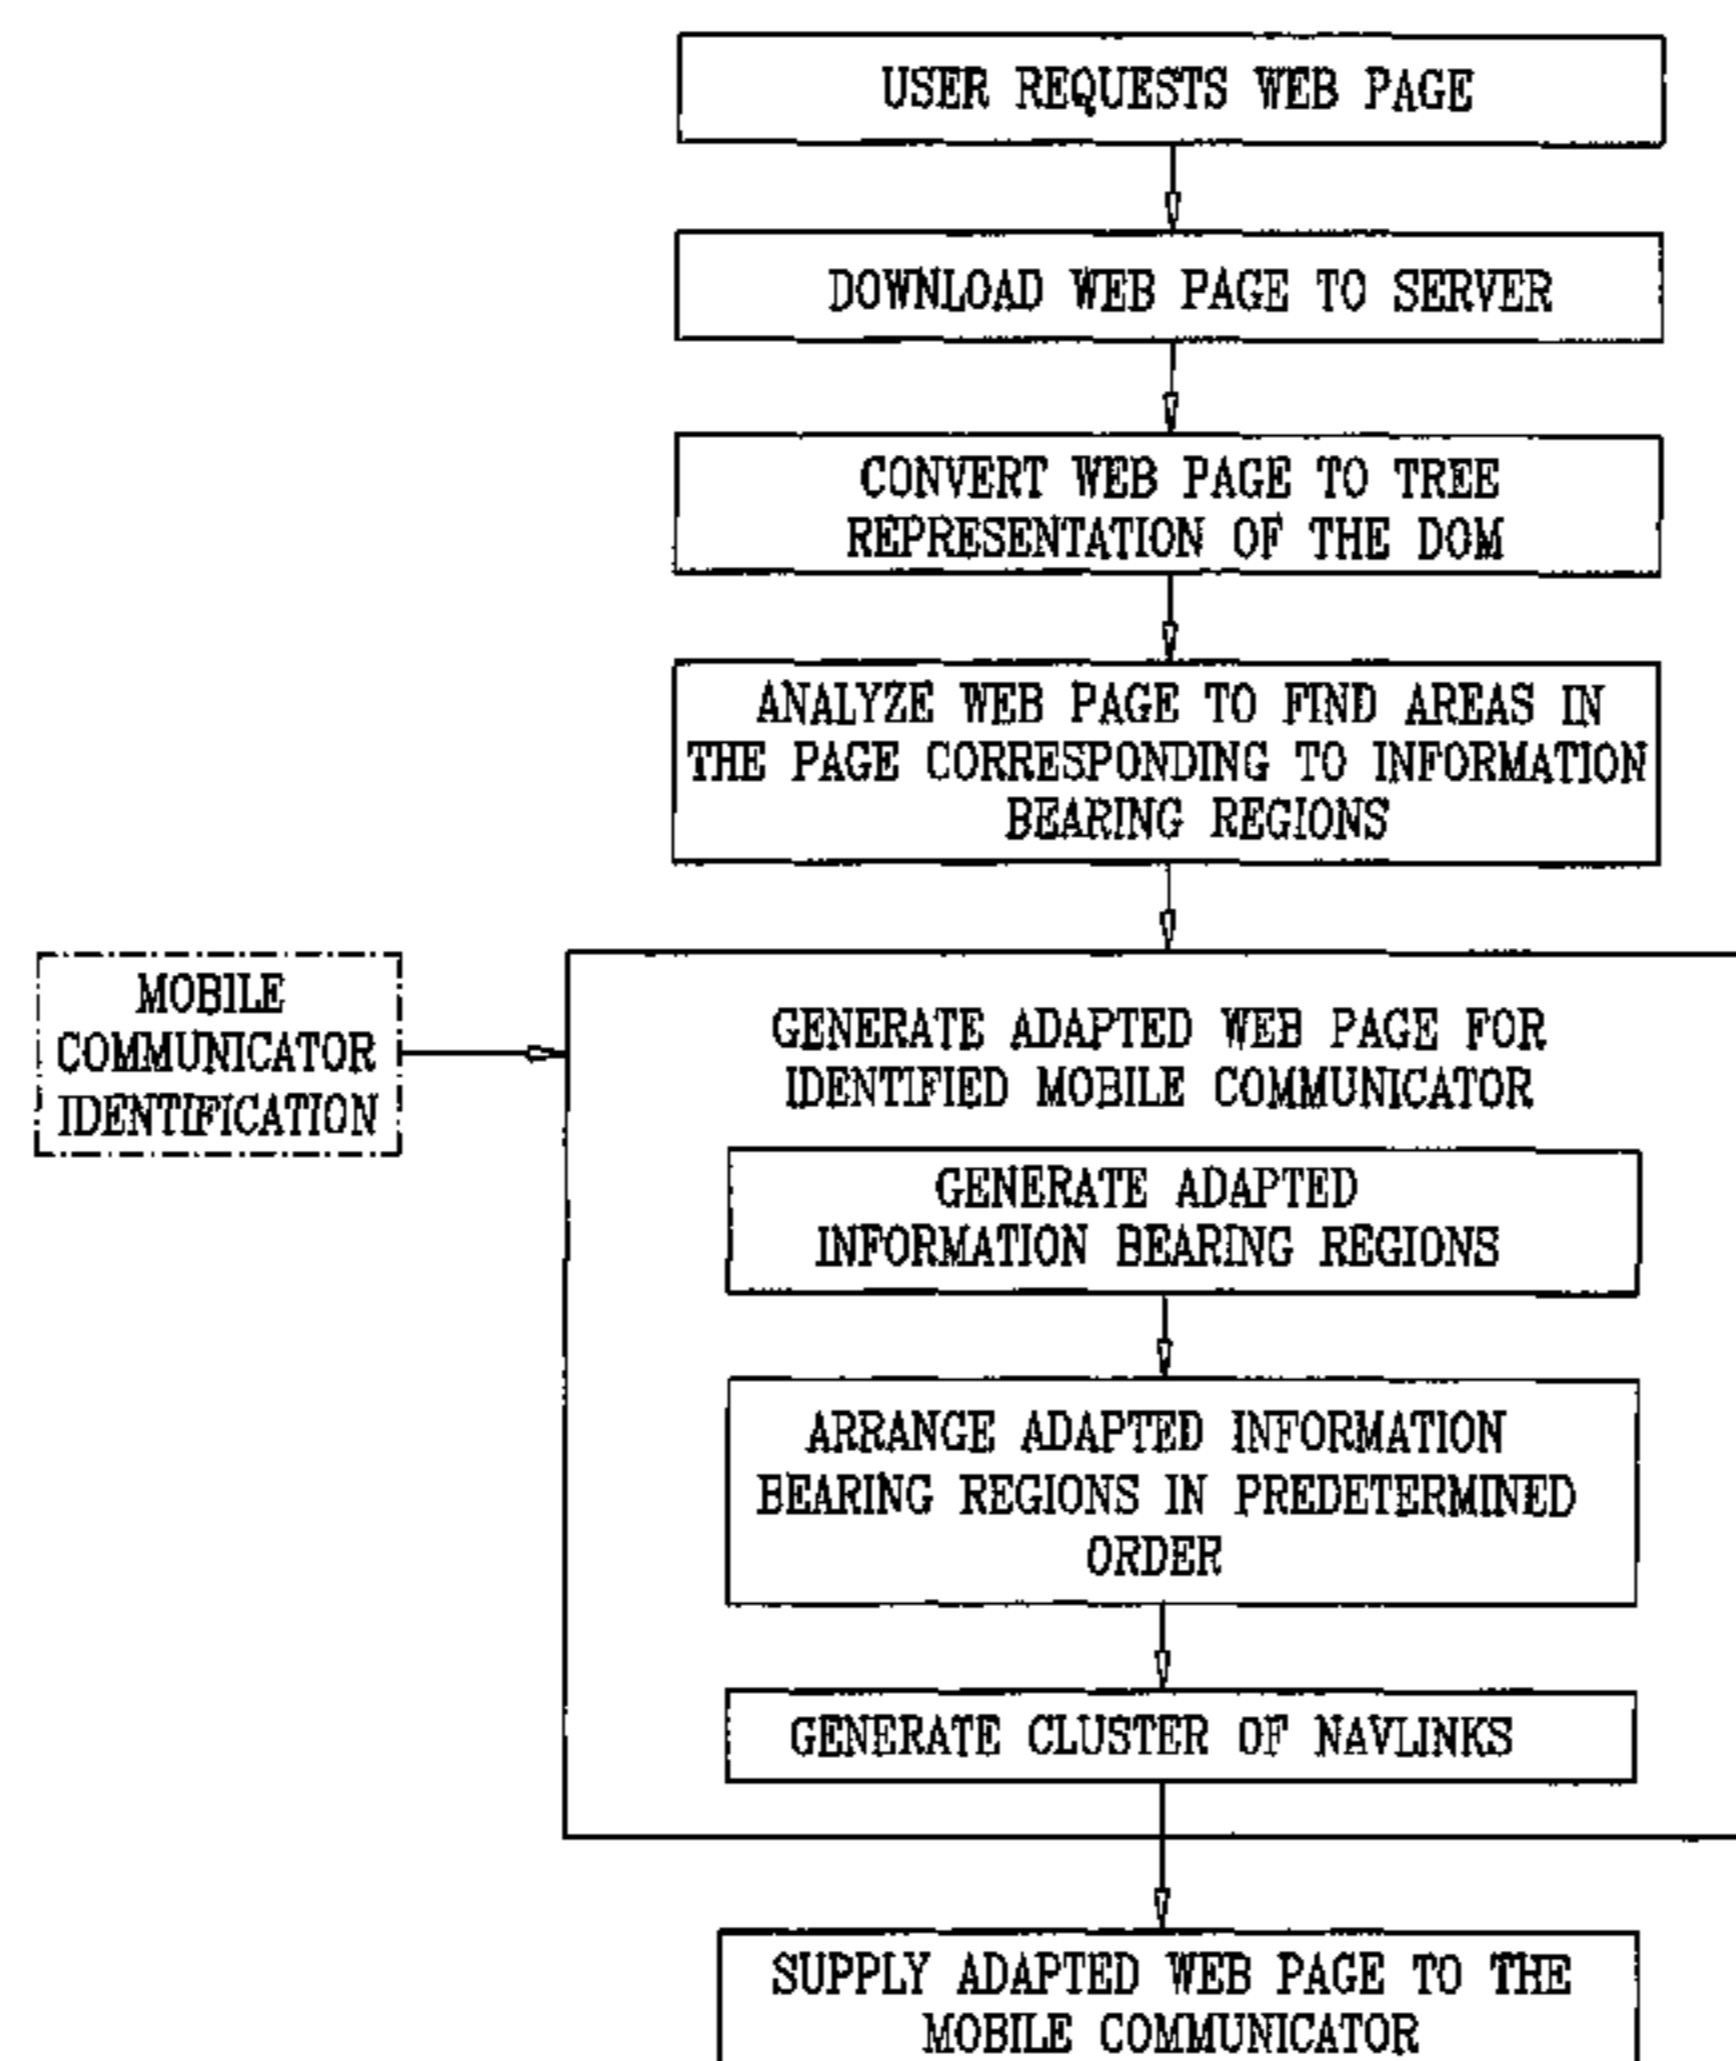 USER REQUESTS WEB PAGE
DOWNLOAD WEB PAGE TO SERVER
CONVERT WEB PAGE TO TREE
REPRESENTATION OF THE DOM
ANALYZE WEB PAGE TO FIND AREAS IN
THE PAGE CORRESPONDING TO INFORMATION
BEARING REGIONS
MOBILE
COMMUNICATOR
IDENTIFICATION
GENERATE ADAPTED WEB PAGE FOR
IDENTIFIED MOBILE COMMUNICATOR
GENERATE ADAPTED
INFORMATION BEARING REGIONS
ARRANGE ADAPTED INFORMATION
BEARING REGIONS IN PREDETERMINED
ORDER
GENERATE CLUSTER OF NAVLINKS
SUPPLY ADAPTED WEB PAGE TO THE
MOBILE COMMUNICATOR